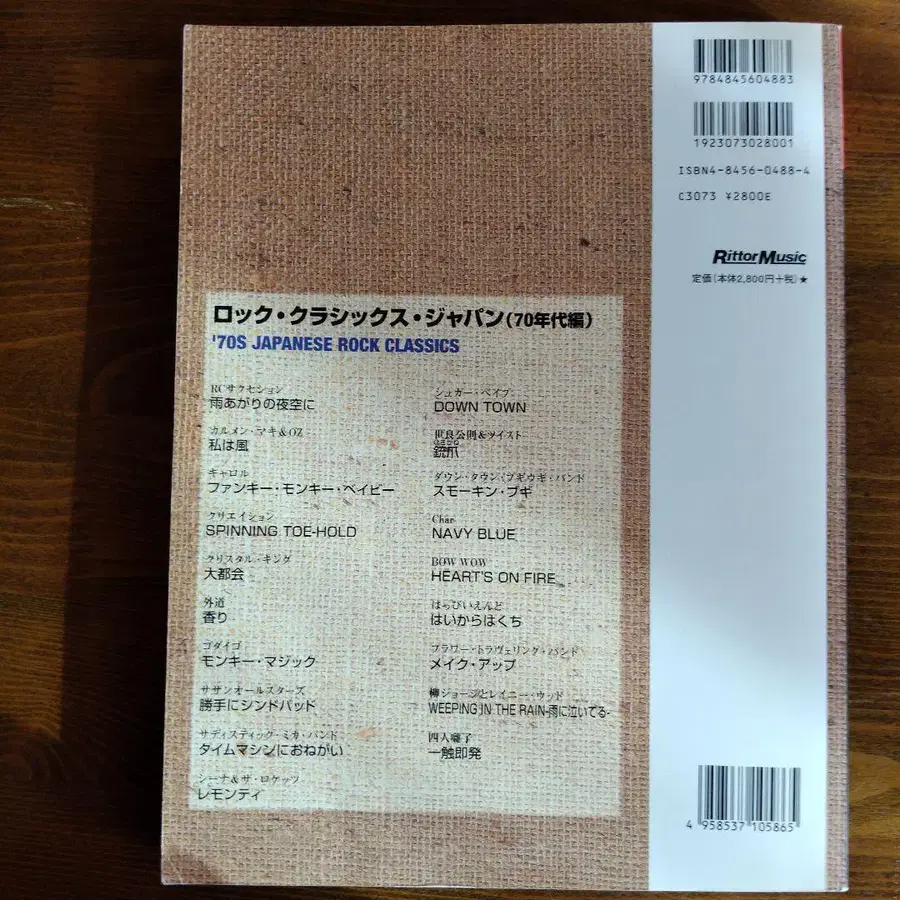 9784845604883
1923073028001
ISBN4-8456-0488-4
C3073 ¥2800E
RittorMusic
定価(本体2,800円+税)★
ロック・クラシックス・ジャパン(70年代編)
'70S JAPANESE ROCK CLASSICS
RCサクセション
雨あがりの夜空に
カルメン・マキ&OZ
私は風
キャロル
ファンキー・モンキー・ベイビー
クリエイション
SPINNING TOE-HOLD
クリスタル・キング
大都会
外道
香り
ゴダイゴ
モンキー・マジック
サザンオールスターズ
勝手にシンドバッド
サディスティック・ミカ・バンド
タイムマシンにおねがい
シーナ&ザ・ロケッツ
レモンティ
シュガー・ベイブ
DOWN TOWN
世良公則&ツイスト
銃爪
ダウン・タウン・ブギウギ・バンド
スモーキン・ブギ
Char
NAVY BLUE
BOW WOW
HEART'S ON FIRE
はっぴいえんど
はいからはくち
フラワー・トラヴェリング・バンド
メイク・アップ
柳ジョージとレイニー・ウッド
WEEPING IN THE RAIN-雨に泣いてる-
四人囃子
一触即発
4 958537 105865